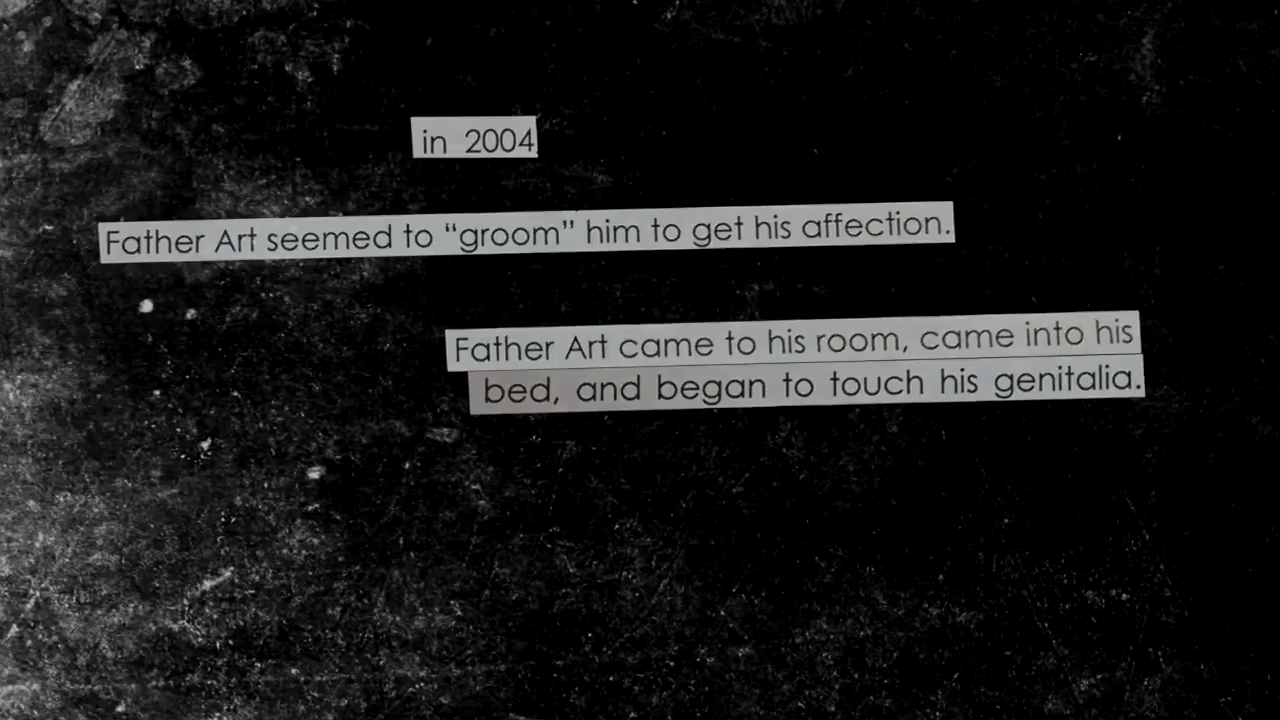 in 2004
Father Art seemed to “groom” him to get his affection.
Father Art came to his room, came into his
bed, and began to touch his genitalia.